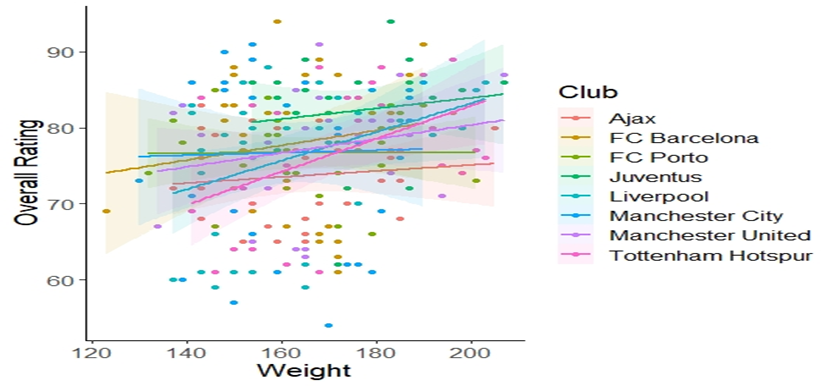 Overall Rating
90
80
70
60
120 140 160 180 200
Weight
Club
Ajax
FC Barcelona
FC Porto
Juventus
Liverpool
Manchester City
Manchester United
Tottenham Hotspur